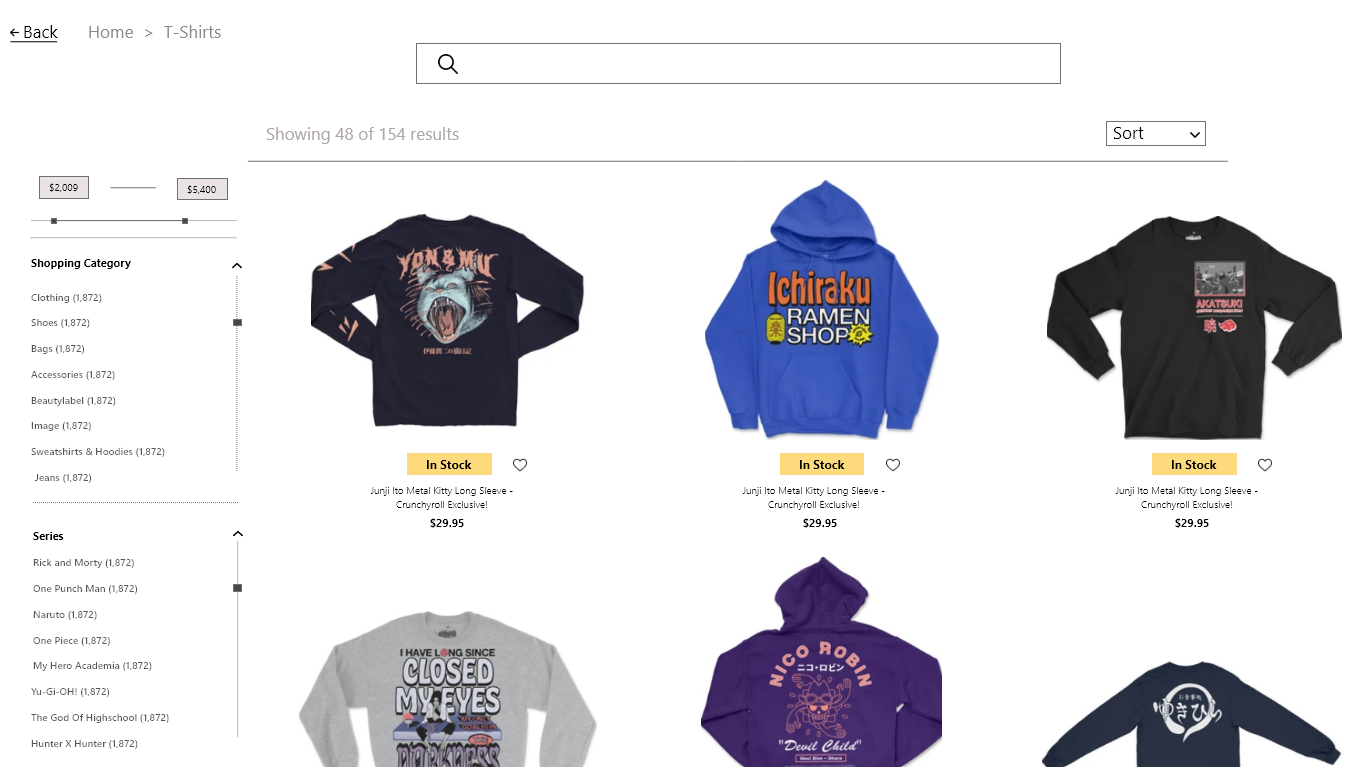 ← Back Home > T-Shirts
Showing 48 of 154 results
Sort
$2,009
$5,400
Shopping Category
Clothing (1,872)
Shoes (1,872)
Bags (1,872)
Accessories (1,872)
Beautylabel (1,872)
Image (1,872)
Sweatshirts & Hoodies (1,872)
Jeans (1,872)
Series
Rick and Morty (1,872)
One Punch Man (1,872)
Naruto (1,872)
One Piece (1,872)
My Hero Academia (1,872)
Yu-Gi-OH! (1,872)
The God Of Highschool (1,872)
Hunter X Hunter (1,872)
YON & MU
伊藤潤二の猫日記
In Stock
Junji Ito Metal Kitty Long Sleeve -
Crunchyroll Exclusive!
$29.95
Ichiraku
RAMEN
SHOP
In Stock
Junji Ito Metal Kitty Long Sleeve -
Crunchyroll Exclusive!
$29.95
AKATSUKI
暁
In Stock
Junji Ito Metal Kitty Long Sleeve -
Crunchyroll Exclusive!
$29.95
I HAVE LONG SINCE
CLOSED
MY EYES
DARKNESS
NICO ROBIN
ニコ・ロビン
"Devil Child"
お食事処
ゆきひら